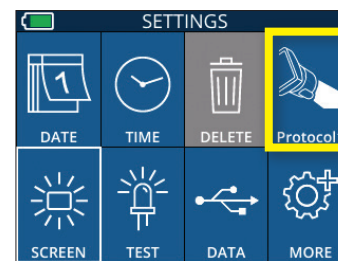 SETTINGS
1
DATE TIME DELETE Protocol
SCREEN TEST DATA MORE